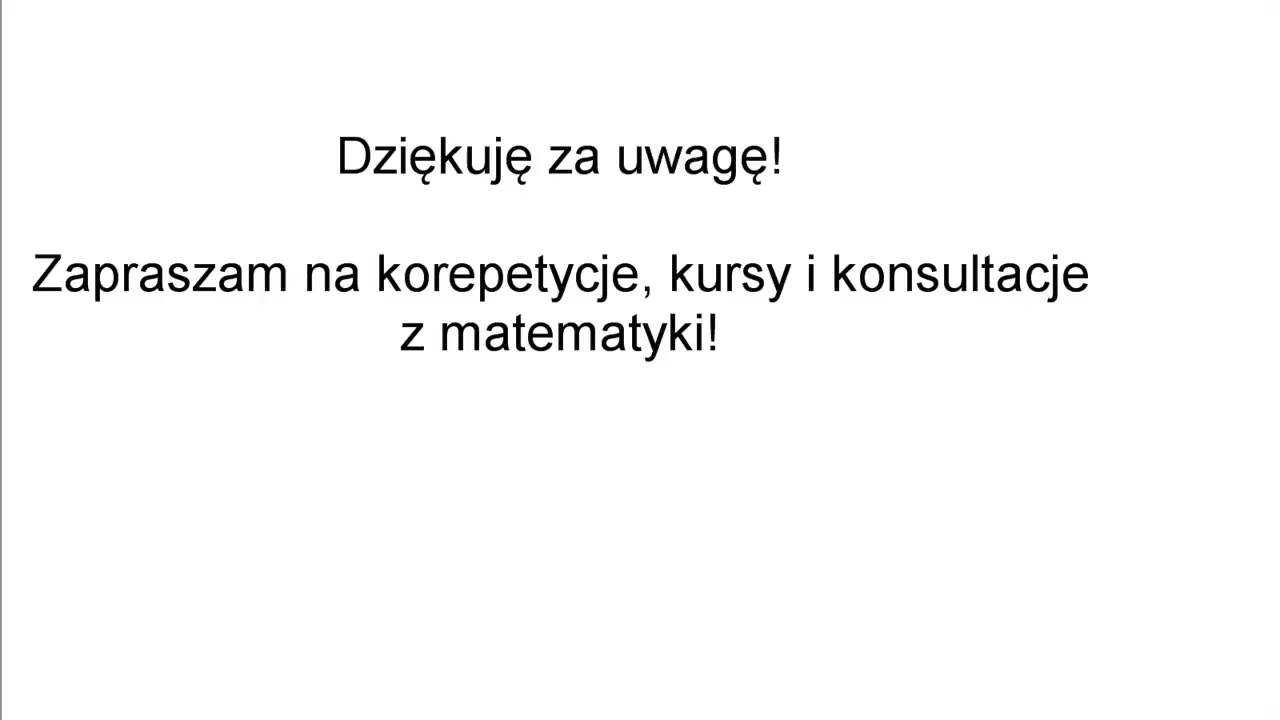 Dziękuję za uwagę!
Zapraszam na korepetycje, kursy i konsultacje
z matematyki!